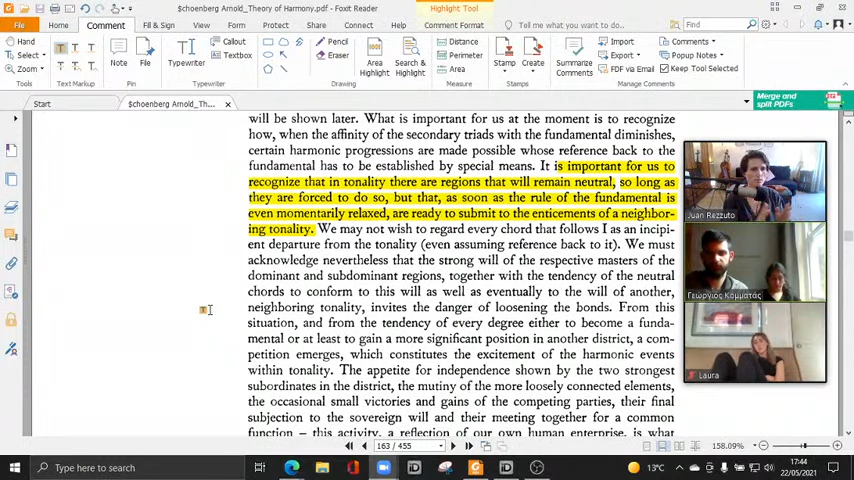 $choenberg Arnold_Theory of Harmony.pdf - Foxit Reader
Highlight Tool
File
Home
Comment
View
Form
Protect
Share
Connect
Help
Extras
Comment Format
Fill & Sign
Tell me what you want to do...
Find
Hand
Select
Zoom
Text Markup
Note
File
Typewriter
Callout
Textbox
Typewriter
Pencil
Eraser
Drawing
Area
Highlight
Search &
Highlight
Distance
Perimeter
Area
Measure
Stamp
Create
Summarize
Comments
Import
Export
FDF via Email
Comments
Popups
Keep Tool Selected
Manage Comments
Start
$choenberg Arnold_Th...
Merge and
split PDFs
will be shown later. What is important for us at the moment is to recognize
how, when the affinity of the secondary triads with the fundamental diminishes,
certain harmonic progressions are made possible whose reference back to the
fundamental has to be established by special means. It is important for us to
recognize that in tonality there are regions that will remain neutral, so long as
they are forced to do so, but that, as soon as the rule of the fundamental is
even momentarily relaxed, are ready to submit to the enticements of a neighbor-
ing tonality. We may not wish to regard every chord that follows I as an incipi-
ent departure from the tonality (even assuming reference back to it). We must
acknowledge nevertheless that the strong will of the respective masters of the
dominant and subdominant regions, together with the tendency of the neutral
chords to conform to this will as well as eventually to the will of another,
neighboring tonality, invites the danger of loosening the bonds. From this
situation, and from the tendency of every degree either to become a funda-
mental or at least to gain a more significant position in another district, a com-
petition emerges, which constitutes the excitement of the harmonic events
within tonality. The appetite for independence shown by the two strongest
subordinates in the district, the mutiny of the more loosely connected elements,
the occasional small victories and gains of the competing parties, their final
subjection to the sovereign will and their meeting together for a common
function – this activity, a reflection of our own human enterprise, is what
Juan Rezzuto
Γεώργιος Κομματάς
Laura
163 / 455
158.09%
Type here to search
13°C
17:44
22/05/2021